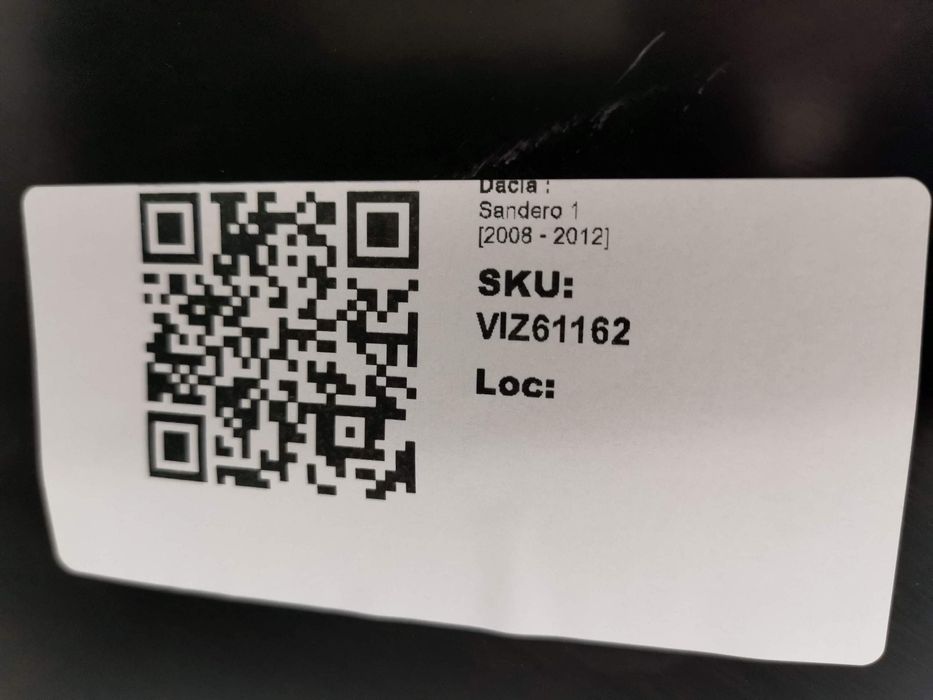 Dacia :
Sandero 1
[2008 - 2012]
SKU:
VIZ61162
Loc: